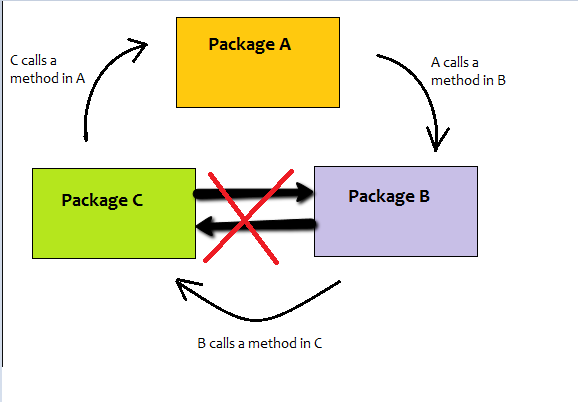 Package A
C calls a
method in A
A calls a
method in B
Package C
Package B
B calls a method in C